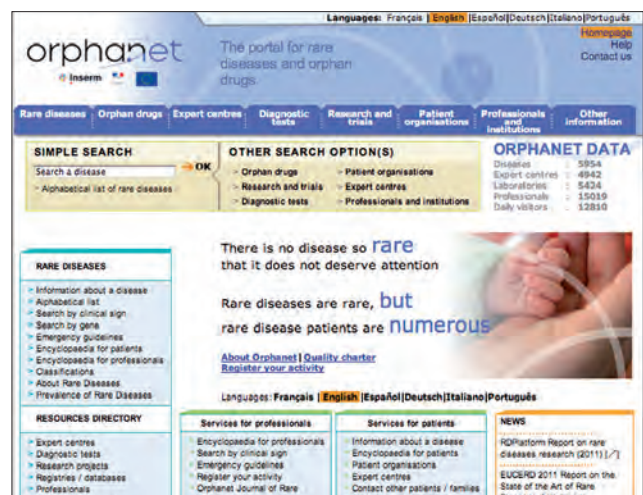 Languages: Français | English |Español|Deutsch|Italiano|Português
Homepage
Help
Contact us
orphanet
Inserm
The portal for rare
diseases and orphan
drugs
Rare diseases
Orphan drugs
Expert centres
Diagnostic
tests
Research and
trials
Patient
organisations
Professionals
and
institutions
Other
information
SIMPLE SEARCH
Search a disease
OK
> Alphabetical list of rare diseases
OTHER SEARCH OPTION(S)
> Orphan drugs
> Research and trials
> Diagnostic tests
> Patient organisations
> Expert centres
> Professionals and institutions
ORPHANET DATA
Diseases : 5954
Expert centres : 4942
Laboratories : 5424
Professionals : 15019
Daily visitors : 12810
There is no disease so rare
that it does not deserve attention
Rare diseases are rare, but
rare disease patients are numerous
About Orphanet | Quality charter
Register your activity
Languages: Français | English |Español|Deutsch|Italiano|Português
RARE DISEASES
> Information about a disease
> Alphabetical list
> Search by clinical sign
> Search by gene
> Emergency guidelines
> Encyclopaedia for patients
> Encyclopaedia for professionals
> Classifications
> About Rare Diseases
> Prevalence of Rare Diseases
RESOURCES DIRECTORY
> Expert centres
> Diagnostic tests
> Research projects
> Registries / databases
> Professionals
Services for professionals
Encyclopaedia for professionals
Search by clinical sign
Emergency guidelines
Register your activity
Orphanet Journal of Rare
Services for patients
Information about a disease
Encyclopaedia for patients
Patient organisations
Expert centres
Contact other patients / families
NEWS
RDPlatform Report on rare
diseases research (2011) [↗]
EUCERD 2011 Report on the
State of the Art of Rare